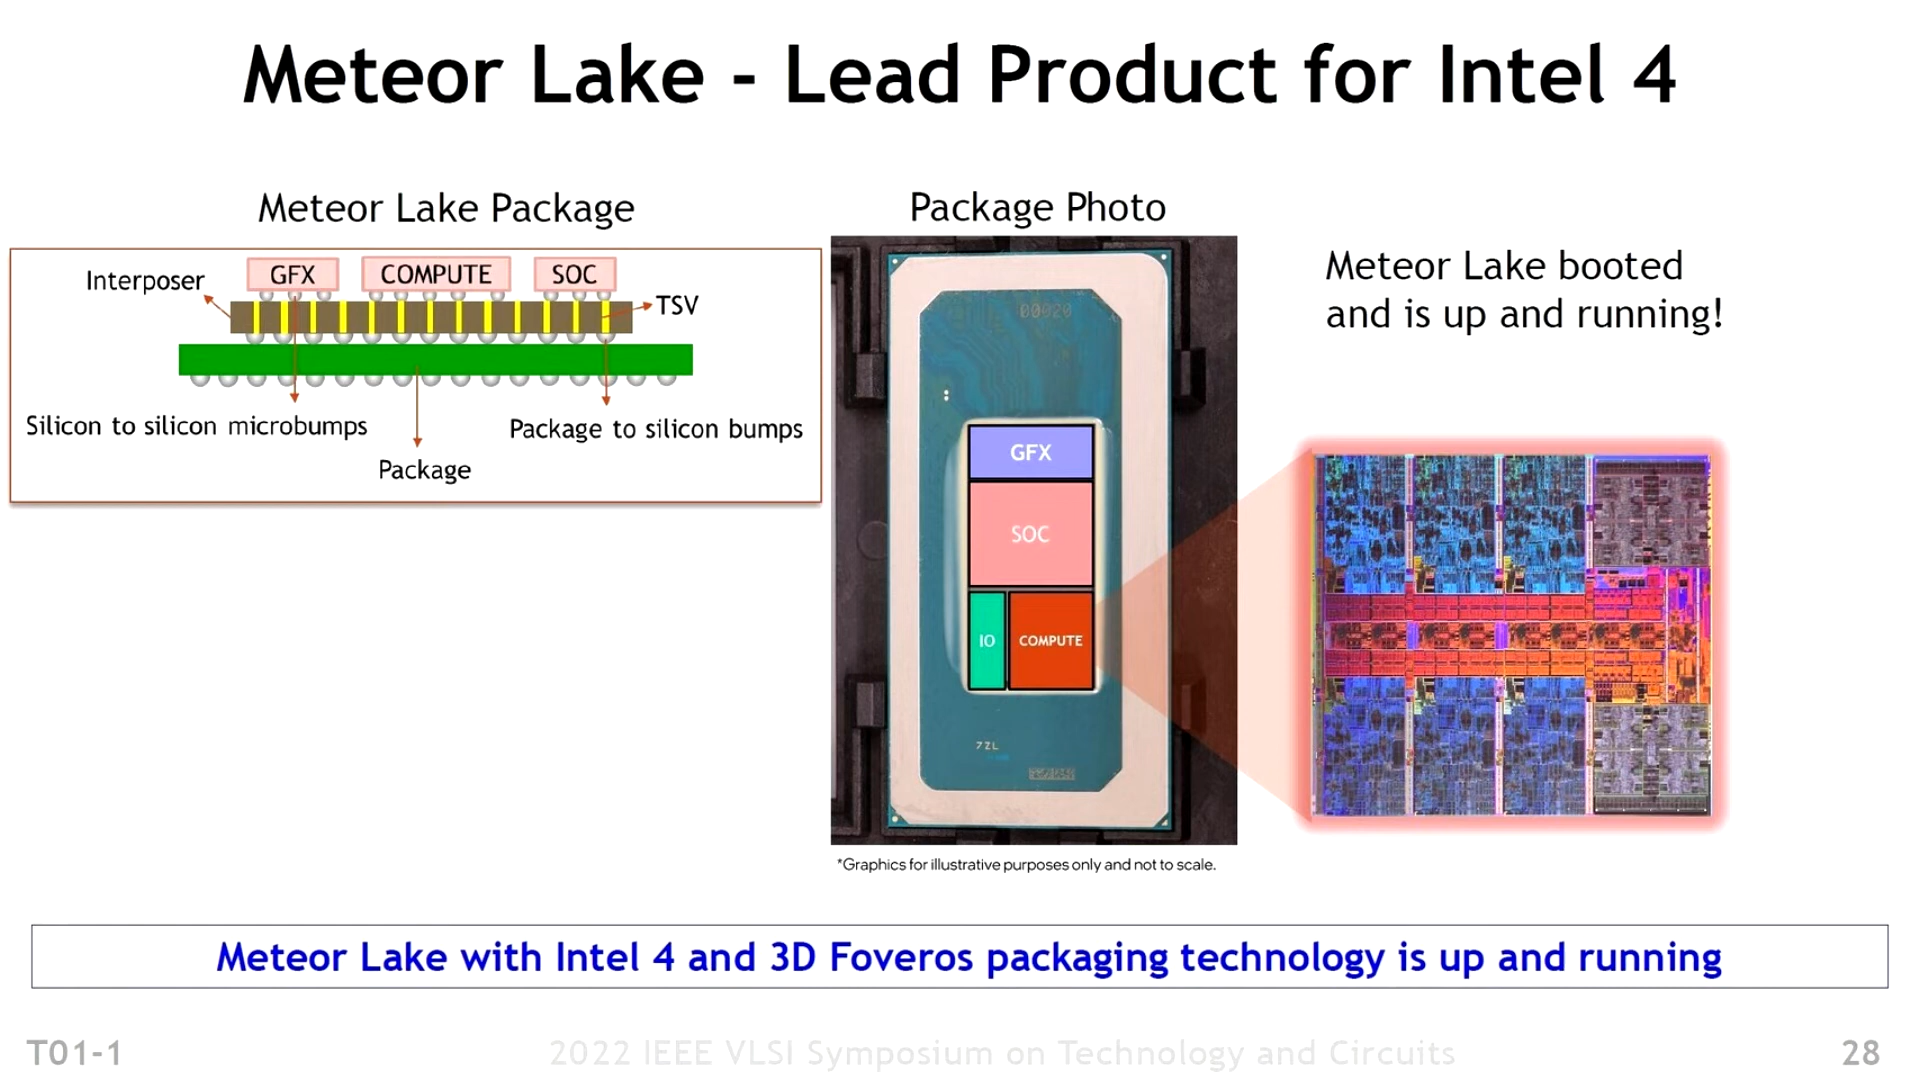 Meteor Lake - Lead Product for Intel 4
Meteor Lake Package
Interposer
GFX
COMPUTE
SOC
TSV
Silicon to silicon microbumps
Package to silicon bumps
Package
Package Photo
00020
GFX
SOC
IO
COMPUTE
7ZL
*Graphics for illustrative purposes only and not to scale.
Meteor Lake booted
and is up and running!
Meteor Lake with Intel 4 and 3D Foveros packaging technology is up and running
T01-1
2022 IEEE VLSI Symposium on Technology and Circuits
28